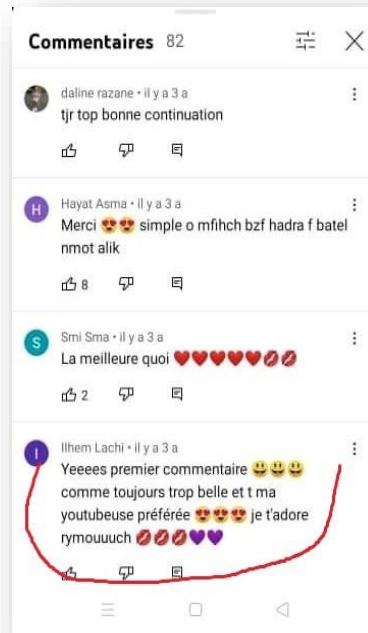 Commentaires 82
daline razane • il y a 3 a
tjr top bonne continuation
H
Hayat Asma • il y a 3 a
Merci 😍😍 simple o mfihch bzf hadra f batel
nmot alik
8
S
Smi Sma • il y a 3 a
La meilleure quoi ❤️❤️❤️❤️❤️💋💋
2
I
Ilhem Lachi • il y a 3 a
Yeeees premier commentaire 😃😃😃
comme toujours trop belle et t ma
youtubeuse préférée 😍😍😍 je t'adore
rymouuuch 💋💋💋💜💜